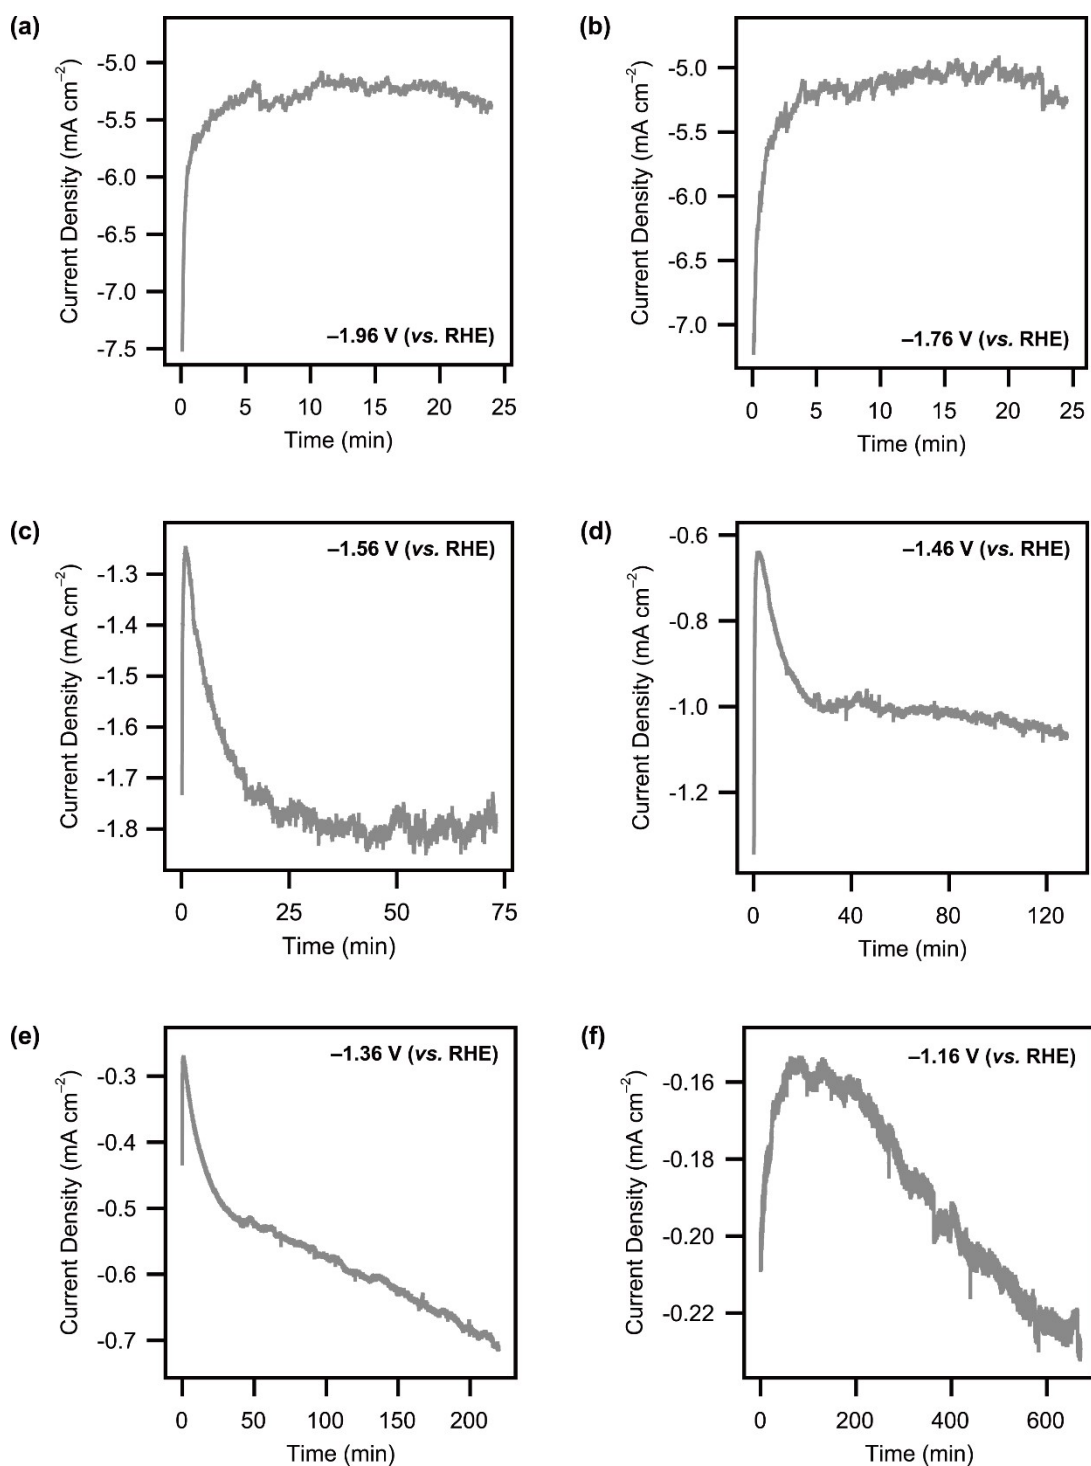 (a)
Current Density (mA cm⁻²)
-5.0
-5.5
-6.0
-6.5
-7.0
-7.5
–1.96 V (vs. RHE)
0 5 10 15 20 25
Time (min)
(b)
Current Density (mA cm⁻²)
-5.0
-5.5
-6.0
-6.5
-7.0
–1.76 V (vs. RHE)
0 5 10 15 20 25
Time (min)
(c)
Current Density (mA cm⁻²)
–1.56 V (vs. RHE)
-1.3
-1.4
-1.5
-1.6
-1.7
-1.8
0 25 50 75
Time (min)
(d)
Current Density (mA cm⁻²)
-0.6
–1.46 V (vs. RHE)
-0.8
-1.0
-1.2
0 40 80 120
Time (min)
(e)
Current Density (mA cm⁻²)
–1.36 V (vs. RHE)
-0.3
-0.4
-0.5
-0.6
-0.7
0 50 100 150 200
Time (min)
(f)
Current Density (mA cm⁻²)
–1.16 V (vs. RHE)
-0.16
-0.18
-0.20
-0.22
0 200 400 600
Time (min)